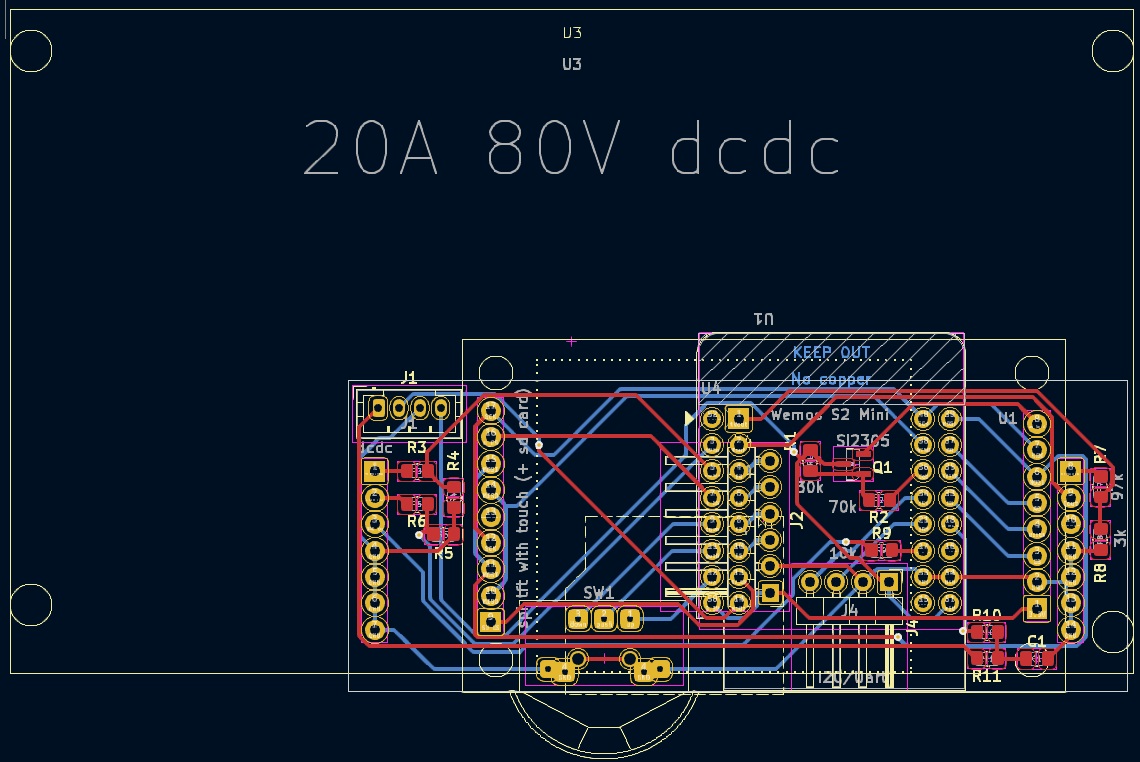 U3
U3
20A 80V dcdc
U1
KEEP OUT
No copper
J1
U4
Wemos S2 Mini
U1
J1
dcdc
R3
R4
SI2305
Q1
R7
30k
97k
70k
R2
J2
R6
R5
R9
10k
3k
R8
spi tft with touch (+ sd card)
SW1
J4
J4
R10
C1
I2C/Uart
R11